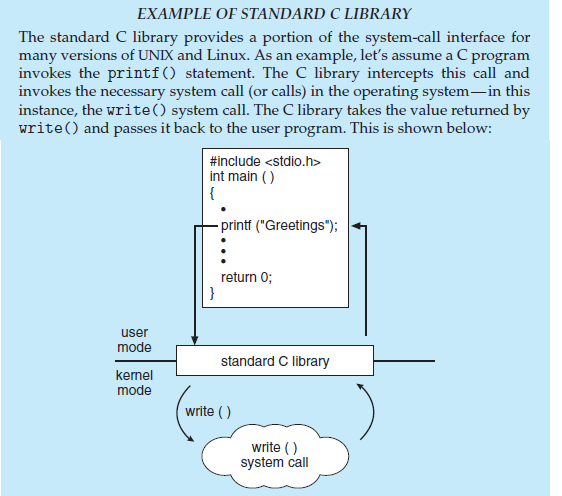 EXAMPLE OF STANDARD C LIBRARY
The standard C library provides a portion of the system-call interface for
many versions of UNIX and Linux. As an example, let's assume a C program
invokes the printf() statement. The C library intercepts this call and
invokes the necessary system call (or calls) in the operating system—in this
instance, the write() system call. The C library takes the value returned by
write() and passes it back to the user program. This is shown below:
#include <stdio.h>
int main ( )
{
•
printf ("Greetings");
•
•
•
return 0;
}
user
mode
standard C library
kernel
mode
write ( )
write ( )
system call